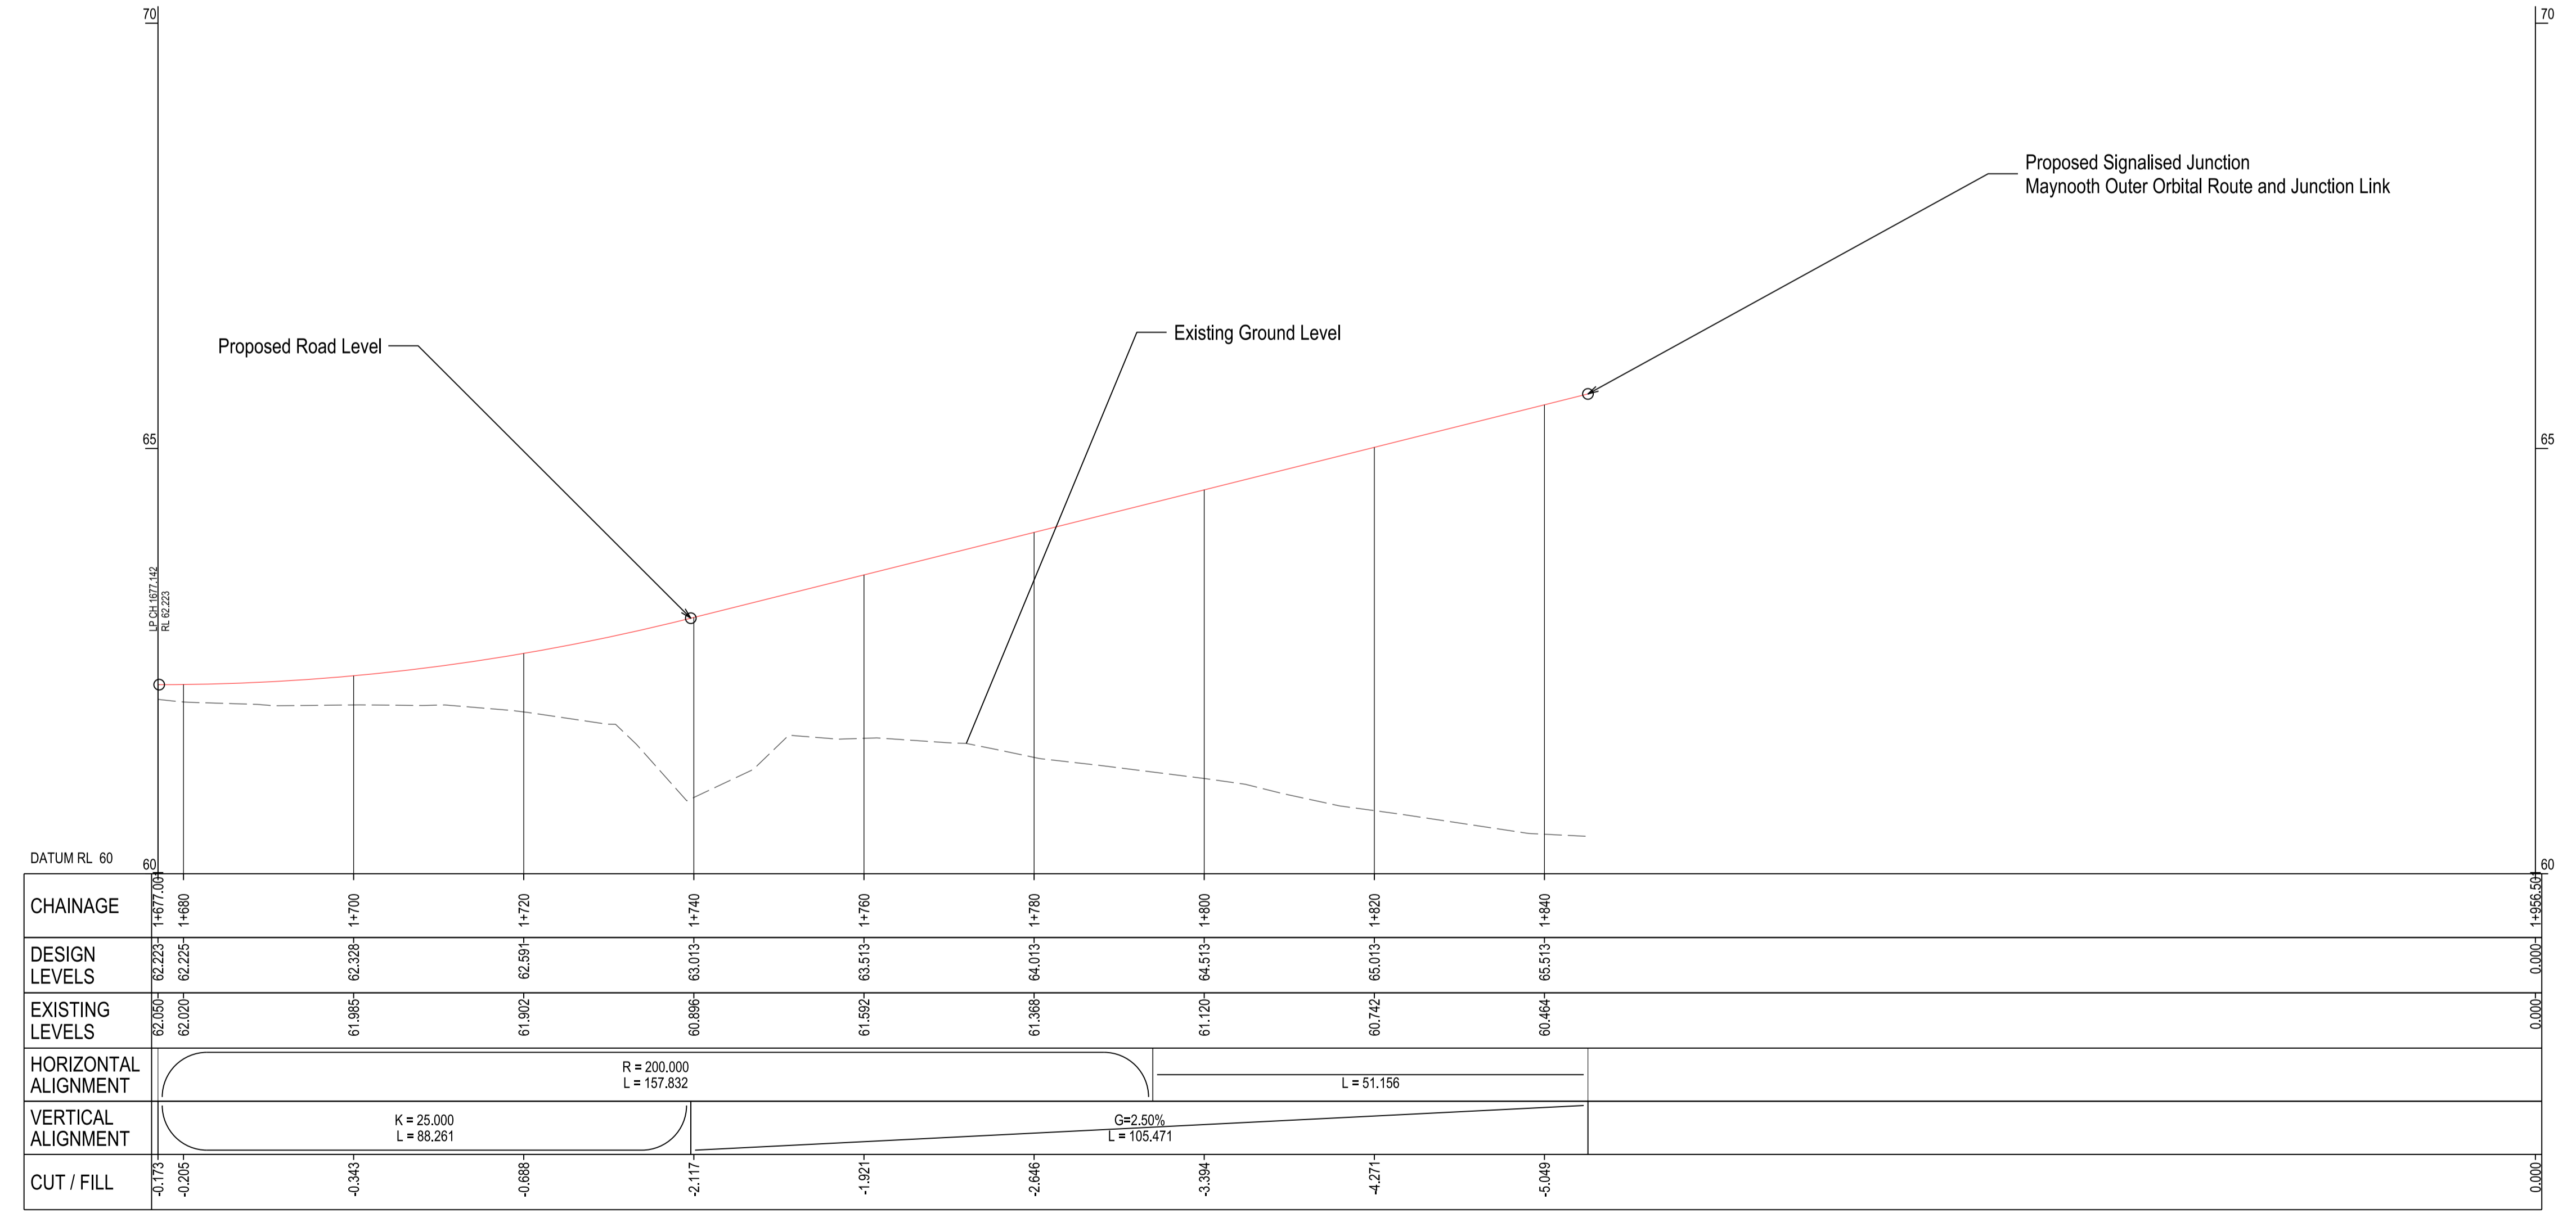 70
70
Proposed Signalised Junction
Maynooth Outer Orbital Route and Junction Link
Existing Ground Level
Proposed Road Level
65
65
LP CH 1677.142
RL 62.223
DATUM RL 60
60
60
CHAINAGE
1+677.001
1+680
1+700
1+720
1+740
1+760
1+780
1+800
1+820
1+840
1+956.501
DESIGN
LEVELS
62.223
62.225
62.328
62.591
63.013
63.513
64.013
64.513
65.013
65.513
0.000
EXISTING
LEVELS
62.050
62.020
61.985
61.902
60.896
61.592
61.368
61.120
60.742
60.464
0.000
HORIZONTAL
ALIGNMENT
R = 200.000
L = 157.832
L = 51.156
VERTICAL
ALIGNMENT
K = 25.000
L = 88.261
G=2.50%
L = 105.471
CUT / FILL
-0.173
-0.205
-0.343
-0.688
-2.117
-1.921
-2.646
-3.394
-4.271
-5.049
0.000